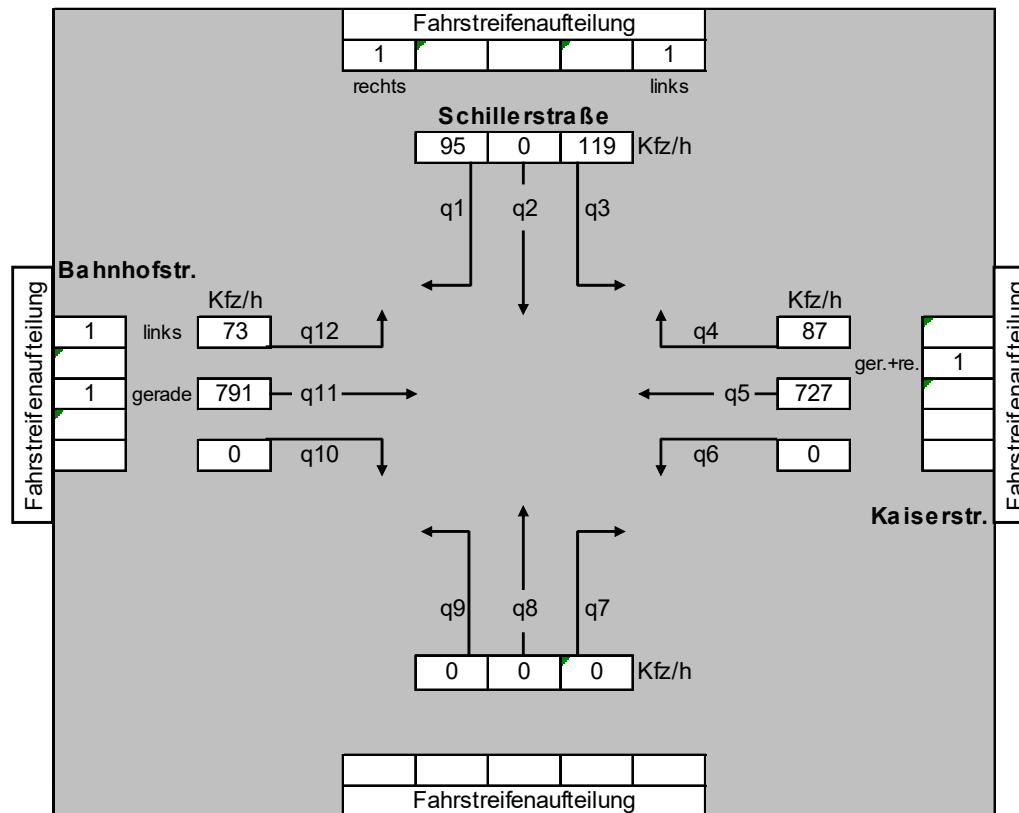 Fahrstreifenaufteilung
1 1
rechts links
Schillerstraße
95 0 119 Kfz/h
q1 q2 q3
Bahnhofstr.
Fahrstreifenaufteilung
Kfz/h Kfz/h
1 links 73 q12 q4 87
ger.+re. 1
1 gerade 791 q11 q5 727
0 q10 q6 0
Fahrstreifenaufteilung
Kaiserstr.
q9 q8 q7
0 0 0 Kfz/h
Fahrstreifenaufteilung